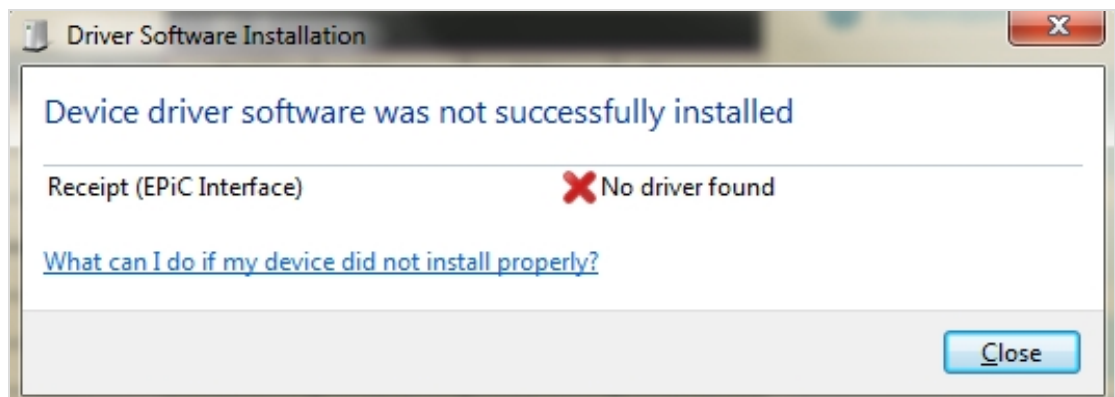 Driver Software Installation
Device driver software was not successfully installed
Receipt (EPiC Interface) No driver found
What can I do if my device did not install properly?
Close